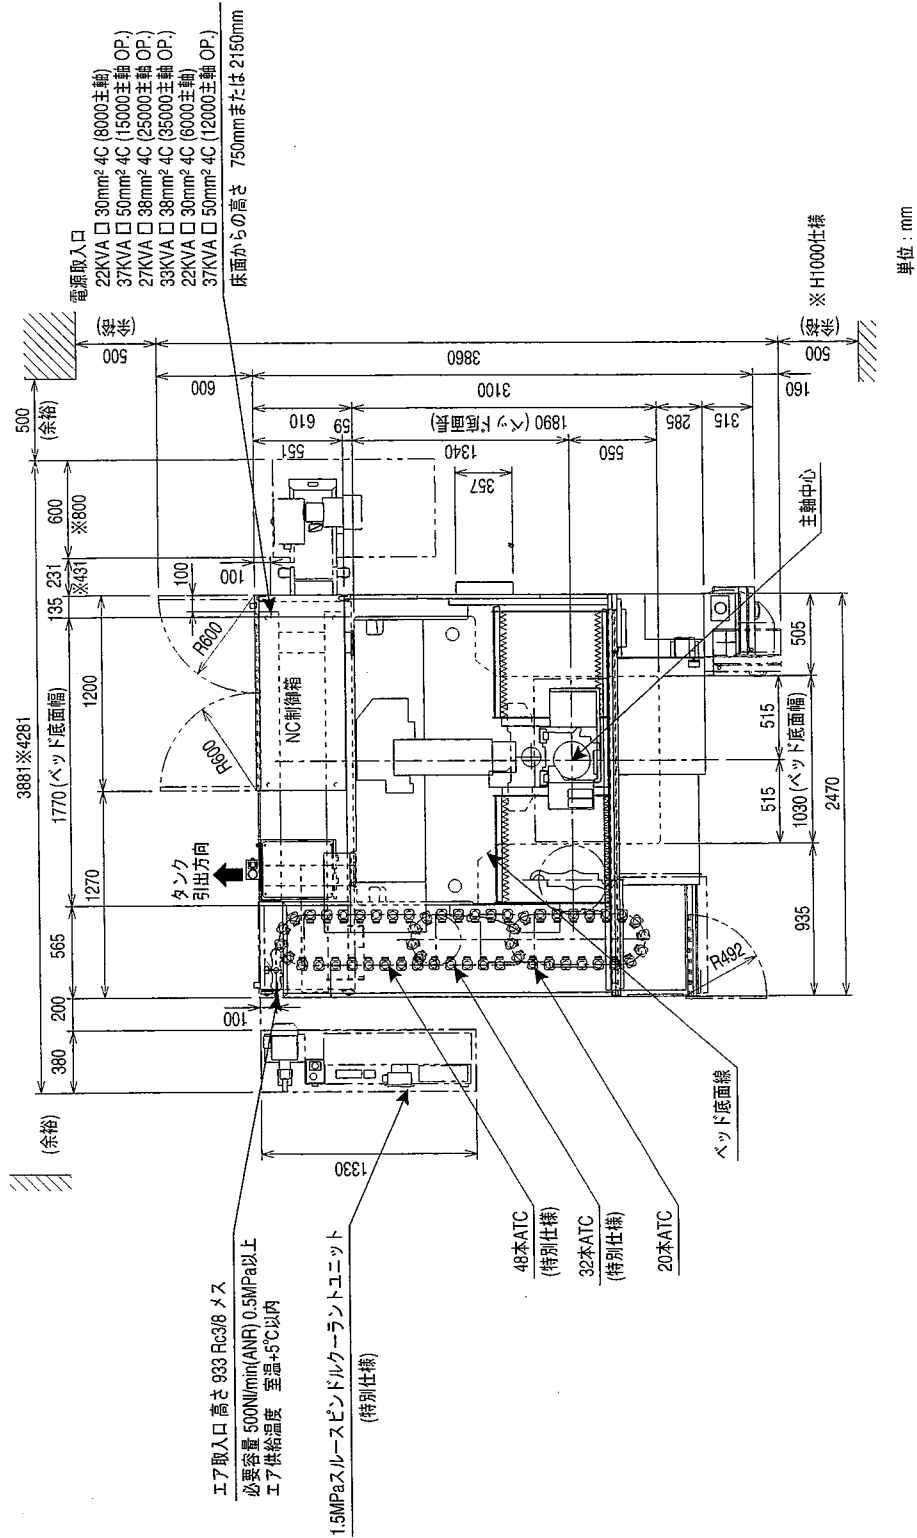 電源取入口
22KVA □ 30mm² 4C (8000主軸)
37KVA □ 50mm² 4C (15000主軸 OP.)
27KVA □ 38mm² 4C (25000主軸 OP.)
33KVA □ 38mm² 4C (35000主軸 OP.)
22KVA □ 30mm² 4C (6000主軸)
37KVA □ 50mm² 4C (12000主軸 OP.)
床面からの高さ 750mmまたは2150mm
3881※4281
500
(余裕)
600
※800
231
※431
135
100
100
1770 (ベッド底面幅)
1200
1270
565
200
380
(余裕)
100
1330
R600
R600
NC制御箱
タンク
引出方向
500
(余裕)
600
3860
3100
610
551
59
1890 (ベッド底面長)
1340
550
357
285
315
160
500
(余裕)
※ H1000仕様
主軸中心
505
515
515
1030 (ベッド底面幅)
935
2470
R492
エア取入口 高さ 933 Rc3/8 メス
必要容量 500Nl/min(ANR) 0.5MPa以上
エア供給温度 室温+5°C以内
1.5MPaスルースピンドルクーラントユニット
(特別仕様)
48本ATC
(特別仕様)
32本ATC
(特別仕様)
20本ATC
ベッド底面線
単位 : mm